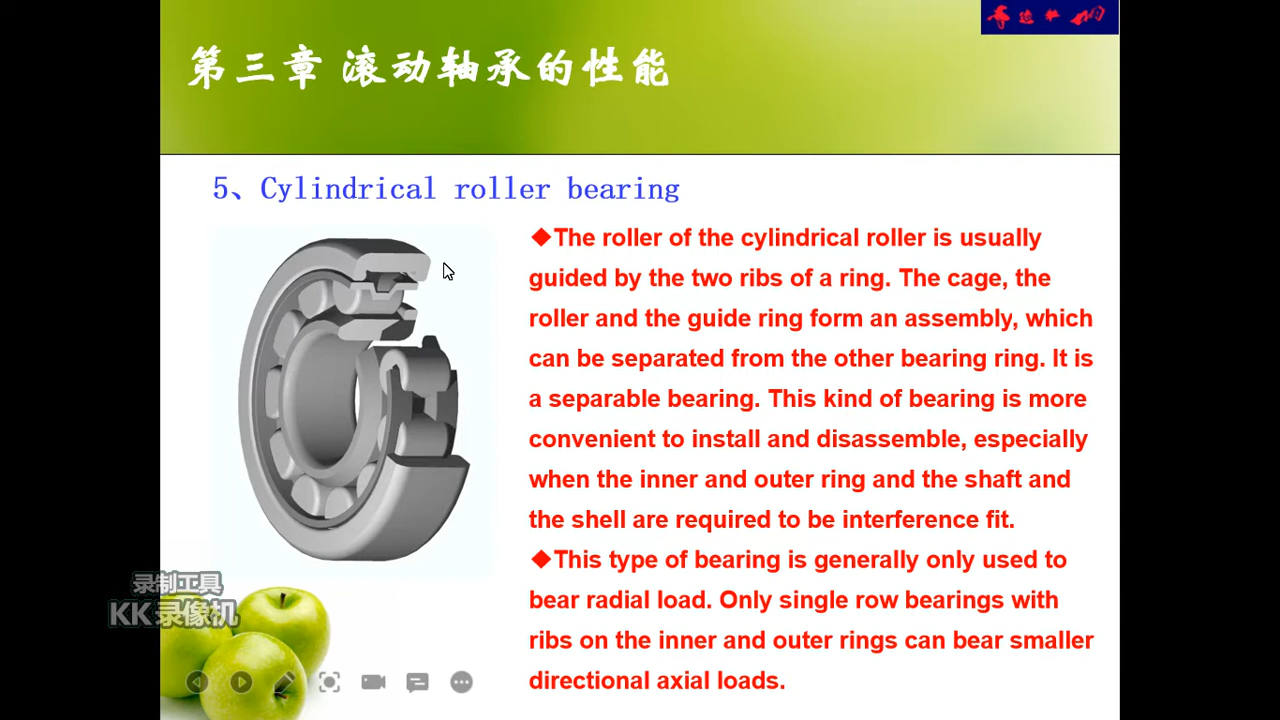 第三章 滚动轴承的性能
5、Cylindrical roller bearing
◆The roller of the cylindrical roller is usually
guided by the two ribs of a ring. The cage, the
roller and the guide ring form an assembly, which
can be separated from the other bearing ring. It is
a separable bearing. This kind of bearing is more
convenient to install and disassemble, especially
when the inner and outer ring and the shaft and
the shell are required to be interference fit.
◆This type of bearing is generally only used to
bear radial load. Only single row bearings with
ribs on the inner and outer rings can bear smaller
directional axial loads.
录制工具
KK录像机